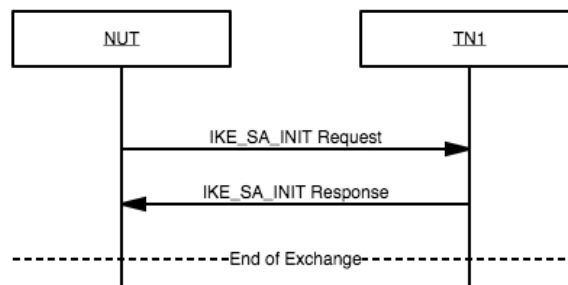 NUT
TN1
IKE_SA_INIT Request
IKE_SA_INIT Response
End of Exchange